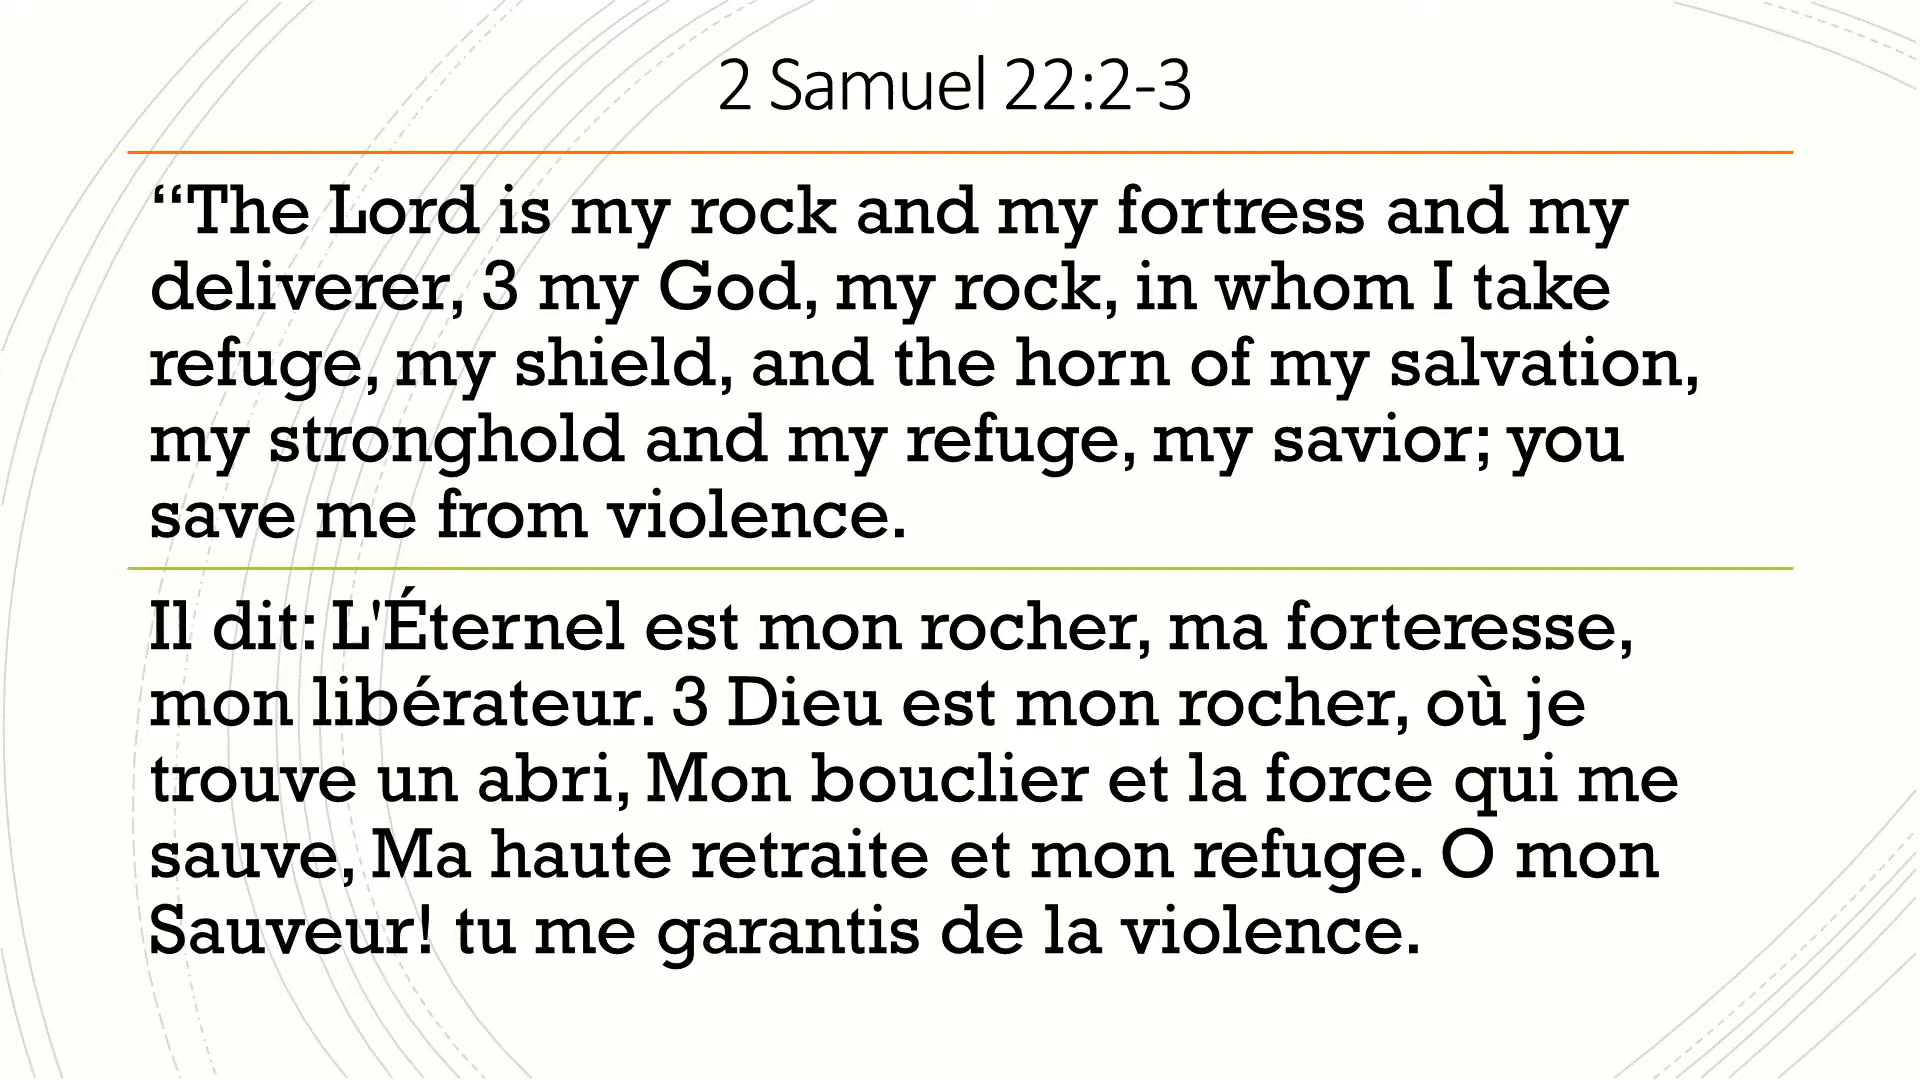 2 Samuel 22:2-3
“The Lord is my rock and my fortress and my
deliverer, 3 my God, my rock, in whom I take
refuge, my shield, and the horn of my salvation,
my stronghold and my refuge, my savior; you
save me from violence.
Il dit: L'Éternel est mon rocher, ma forteresse,
mon libérateur. 3 Dieu est mon rocher, où je
trouve un abri, Mon bouclier et la force qui me
sauve, Ma haute retraite et mon refuge. O mon
Sauveur! tu me garantis de la violence.